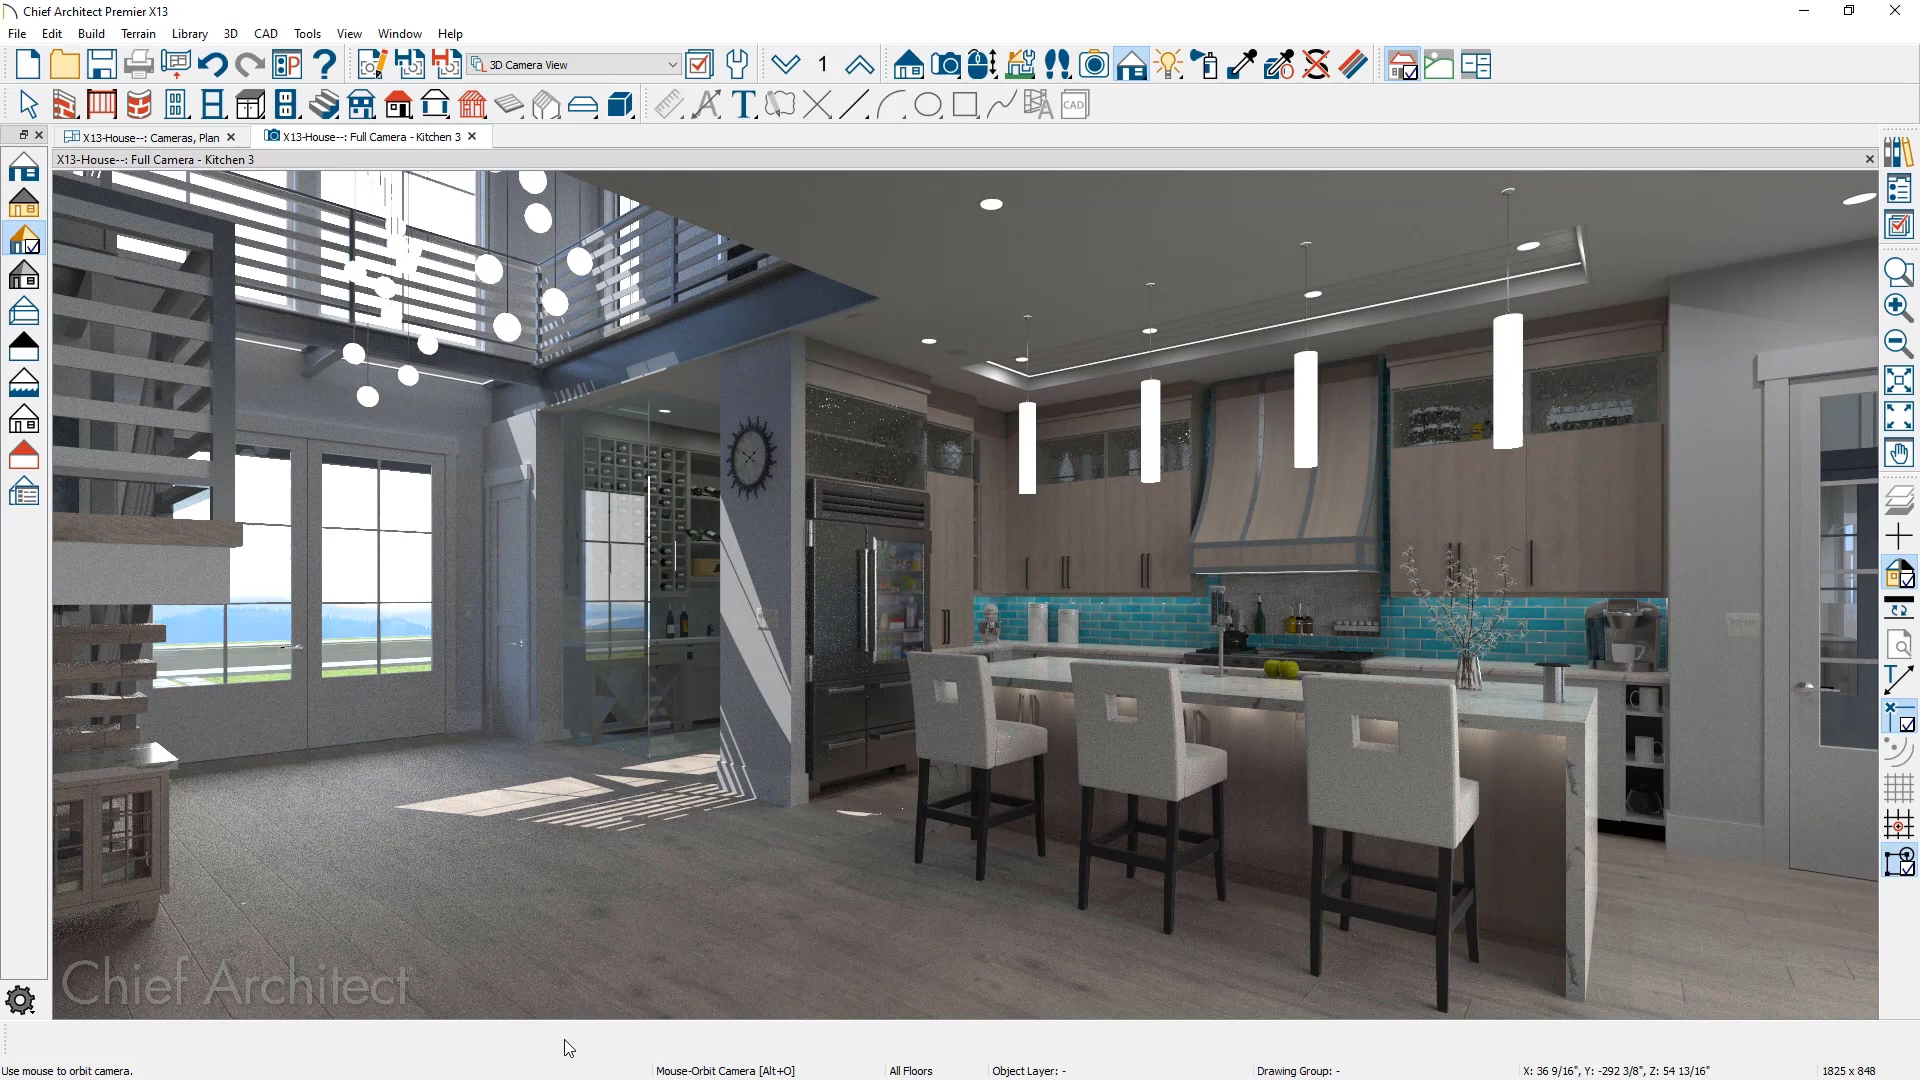 Chief Architect Premier X13
File Edit Build Terrain Library 3D CAD Tools View Window Help
3D Camera View
1
CAD
X13-House--: Cameras, Plan
X13-House--: Full Camera - Kitchen 3
X13-House--: Full Camera - Kitchen 3
Chief Architect
Use mouse to orbit camera.
Mouse-Orbit Camera [Alt+O]
All Floors
Object Layer: -
Drawing Group: -
X: 36 9/16", Y: -292 3/8", Z: 54 13/16"
1825 x 848